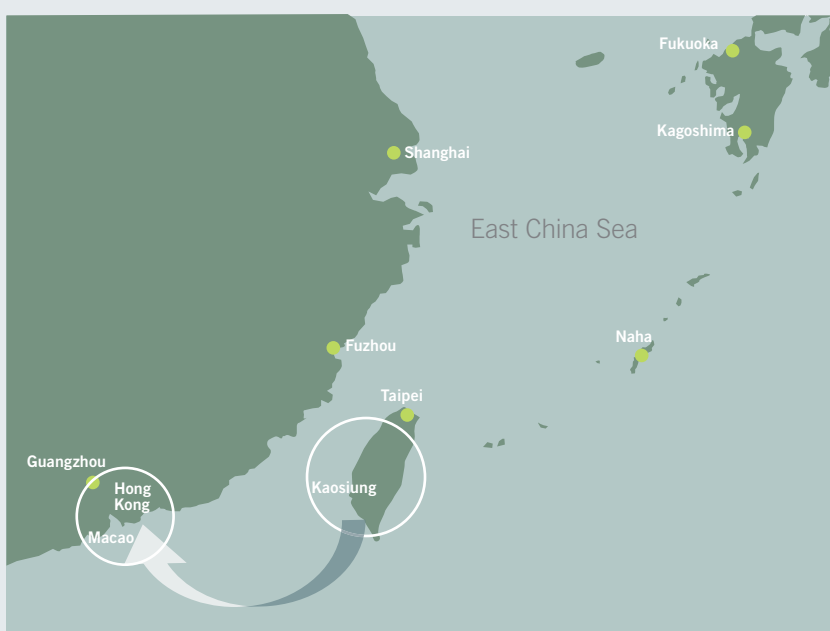 Fukuoka
Kagoshima
Shanghai
East China Sea
Naha
Fuzhou
Taipei
Guangzhou
Hong
Kong
Kaosiung
Macao